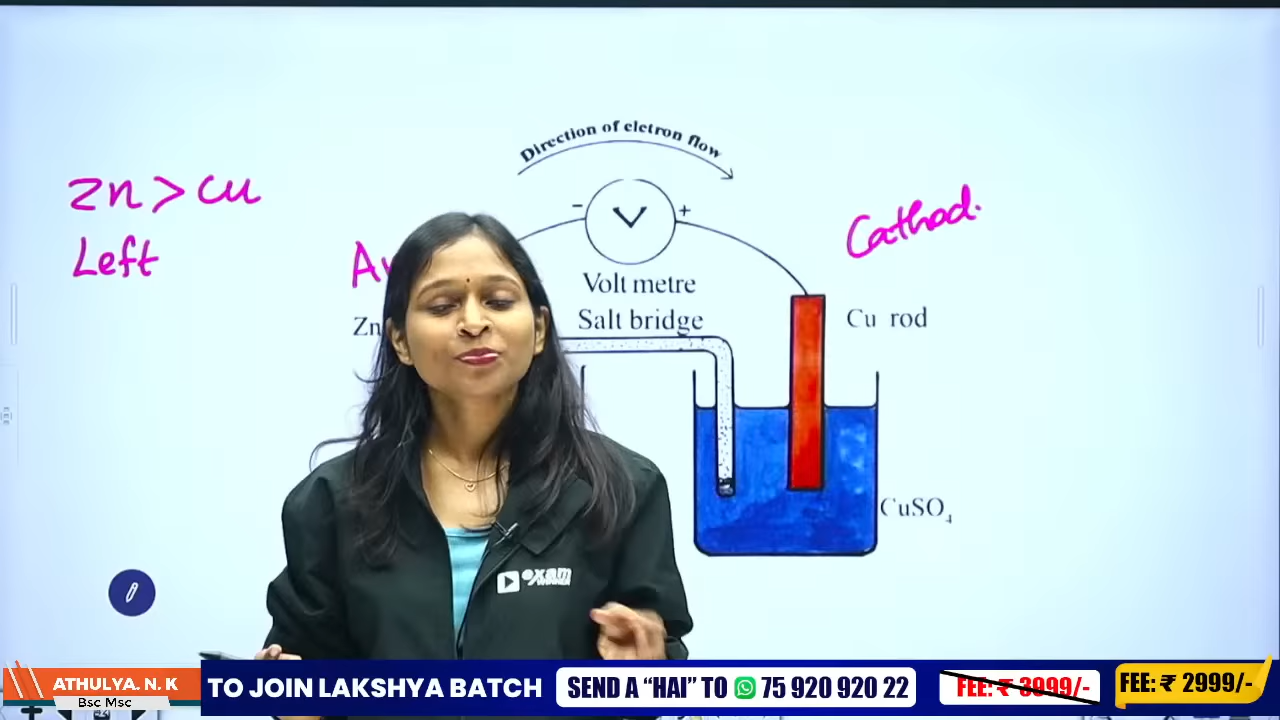 Direction of eletron flow
Zn > Cu
Left
Cathod.
−
V
+
Volt metre
Salt bridge
Zn
Cu rod
CuSO₄
exam
ATHULYA. N. K
Bsc Msc
TO JOIN LAKSHYA BATCH
SEND A “HAI” TO 75 920 920 22
FEE: ₹ 3999/-
FEE: ₹ 2999/-